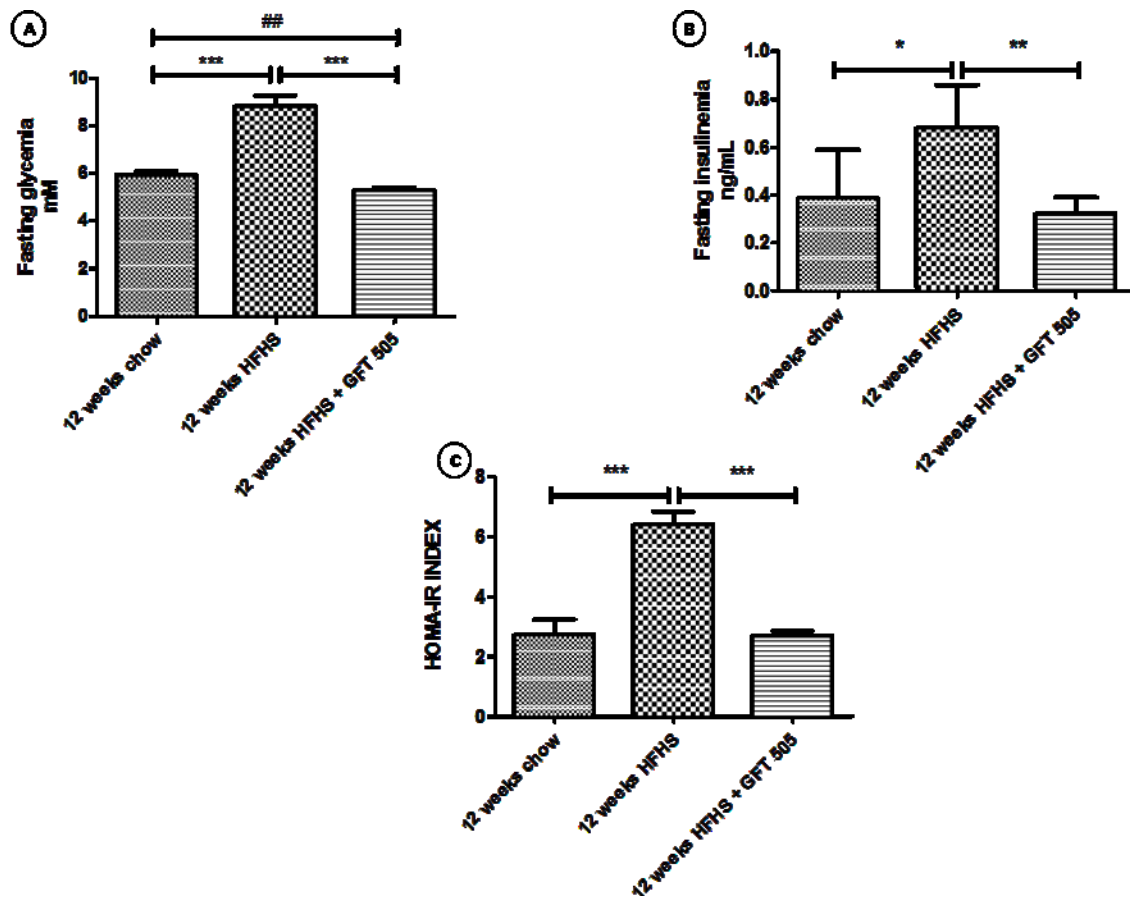 A
##
***
***
10
8
6
4
2
0
Fasting glycemia
mM
12 weeks chow
12 weeks HFHS
12 weeks HFHS + GFT 505
B
*
**
1.0
0.8
0.6
0.4
0.2
0.0
Fasting insulinemia
ng/mL
12 weeks chow
12 weeks HFHS
12 weeks HFHS + GFT 505
C
***
***
8
6
4
2
0
HOMA-IR INDEX
12 weeks chow
12 weeks HFHS
12 weeks HFHS + GFT 505